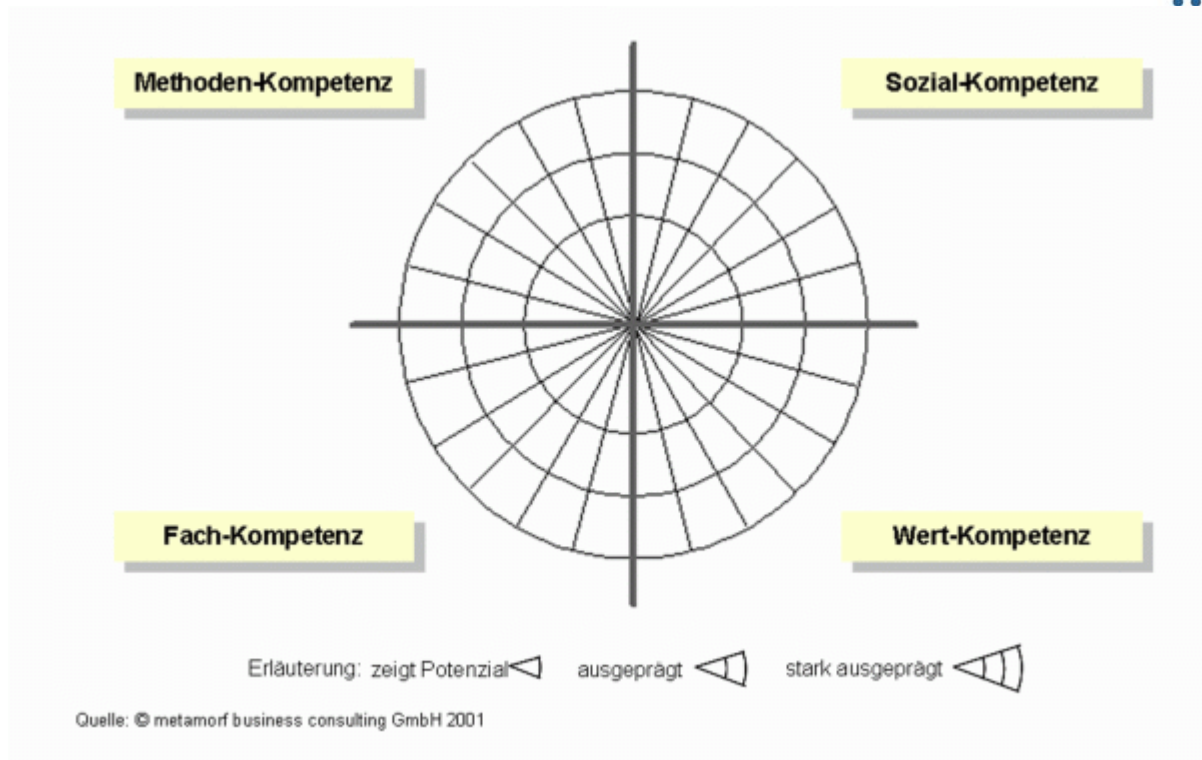 Methoden-Kompetenz
Sozial-Kompetenz
Fach-Kompetenz
Wert-Kompetenz
Erläuterung: zeigt Potenzial ausgeprägt stark ausgeprägt
Quelle: © metamorf business consulting GmbH 2001